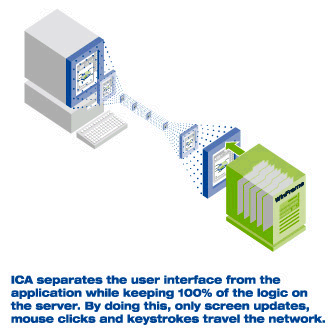 WinFrame
ICA separates the user interface from the
application while keeping 100% of the logic on
the server. By doing this, only screen updates,
mouse clicks and keystrokes travel the network.